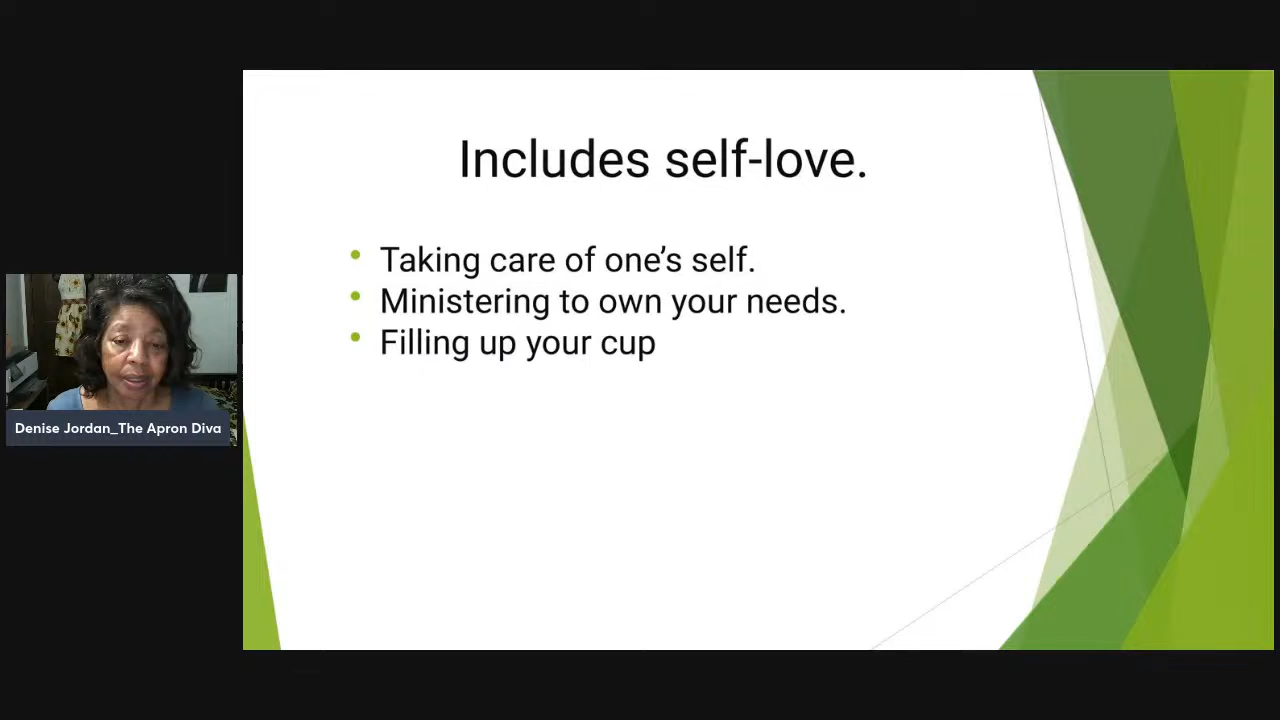 Includes self-love.
Taking care of one’s self.
Ministering to own your needs.
Filling up your cup
Denise Jordan_The Apron Diva